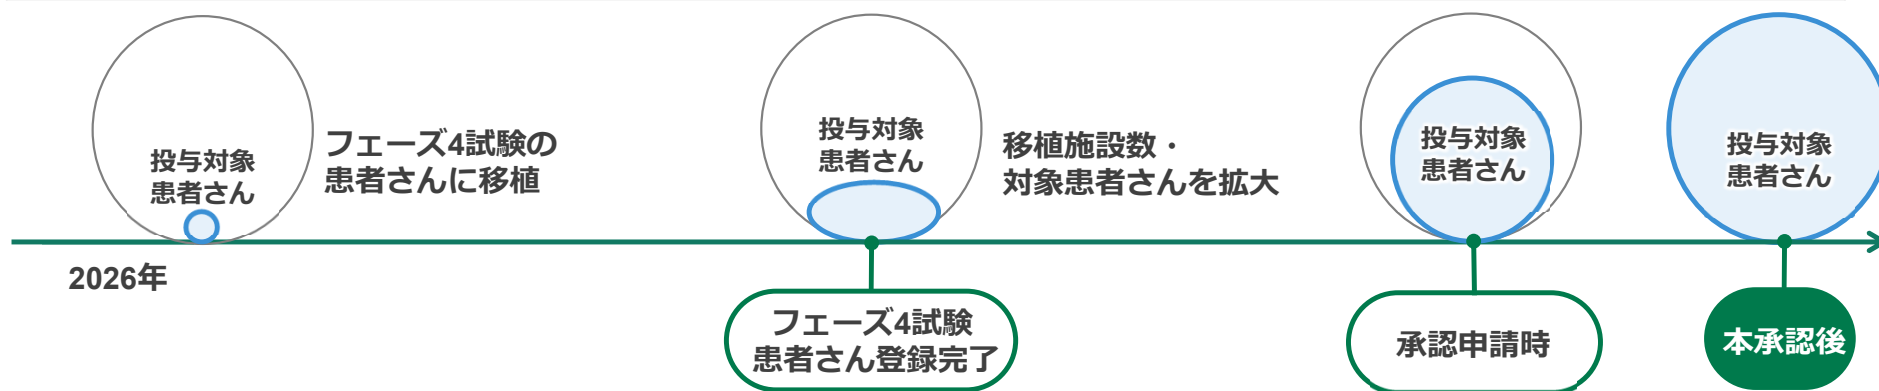 投与対象
患者さん
フェーズ4試験の
患者さんに移植
投与対象
患者さん
移植施設数・
対象患者さんを拡大
投与対象
患者さん
投与対象
患者さん
2026年
フェーズ4試験
患者さん登録完了
承認申請時
本承認後